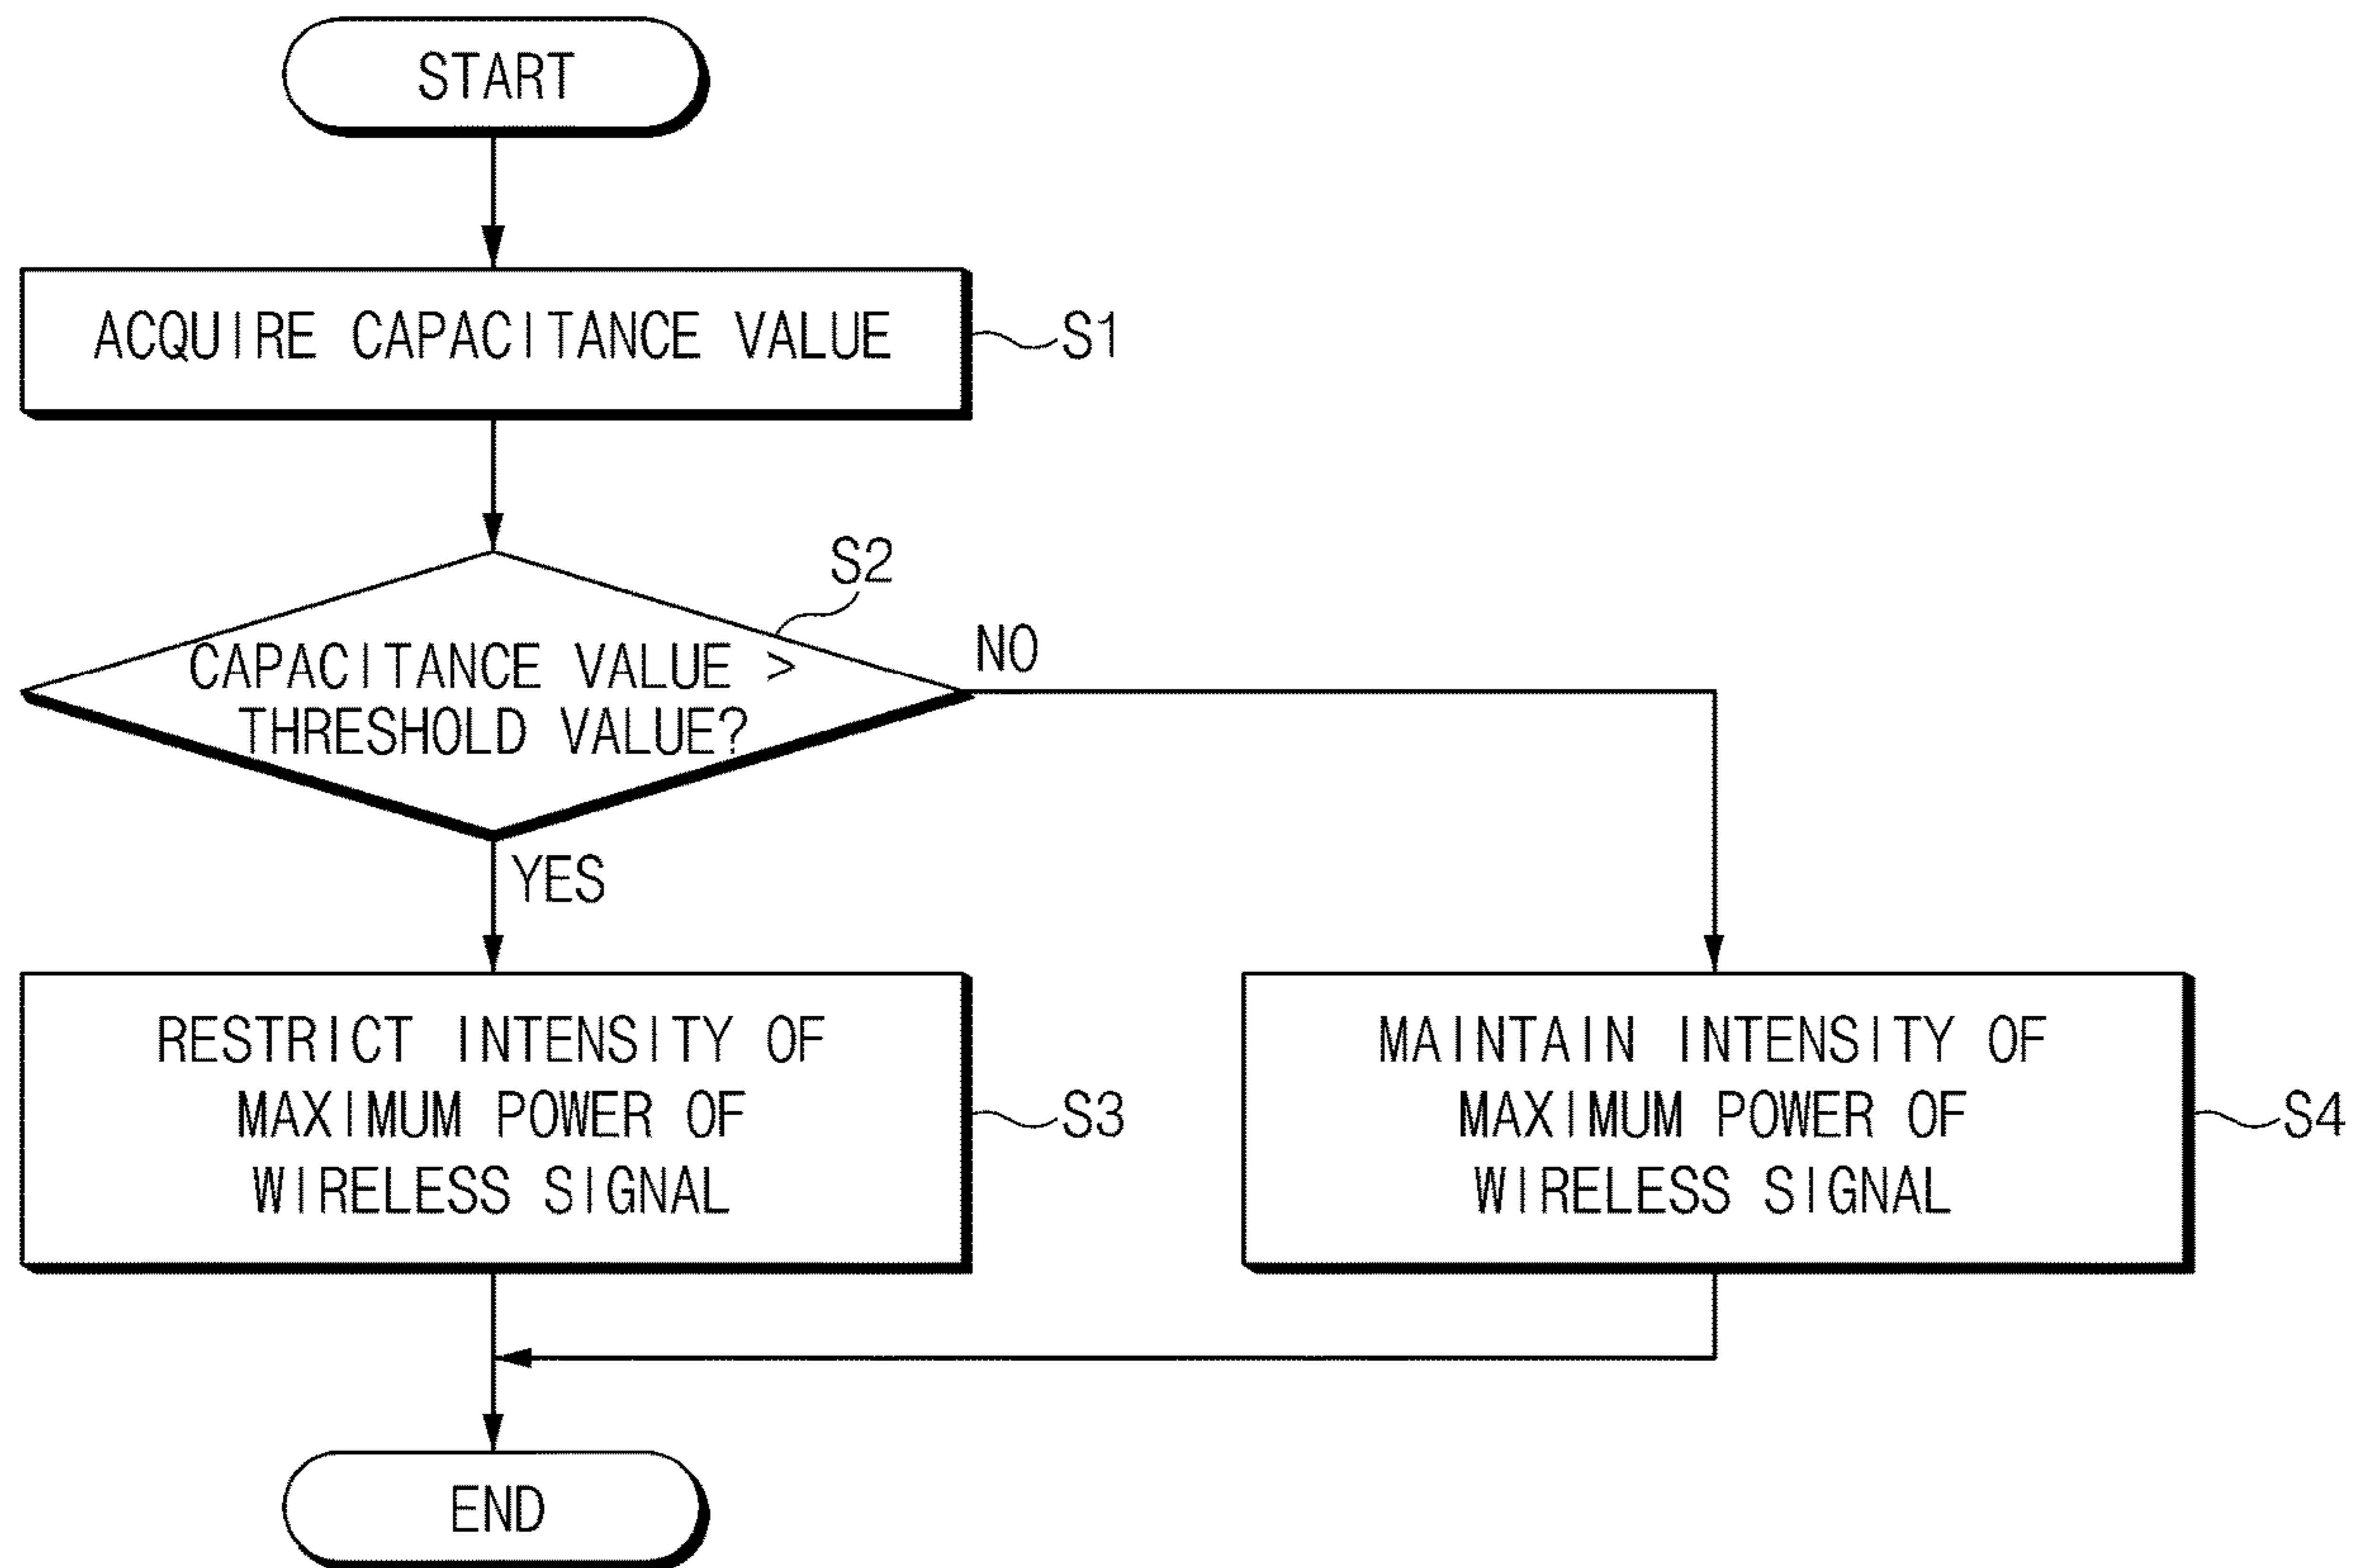 START
ACQUIRE CAPACITANCE VALUE
S1
S2
CAPACITANCE VALUE >
THRESHOLD VALUE?
NO
YES
RESTRICT INTENSITY OF
MAXIMUM POWER OF
WIRELESS SIGNAL
S3
MAINTAIN INTENSITY OF
MAXIMUM POWER OF
WIRELESS SIGNAL
S4
END